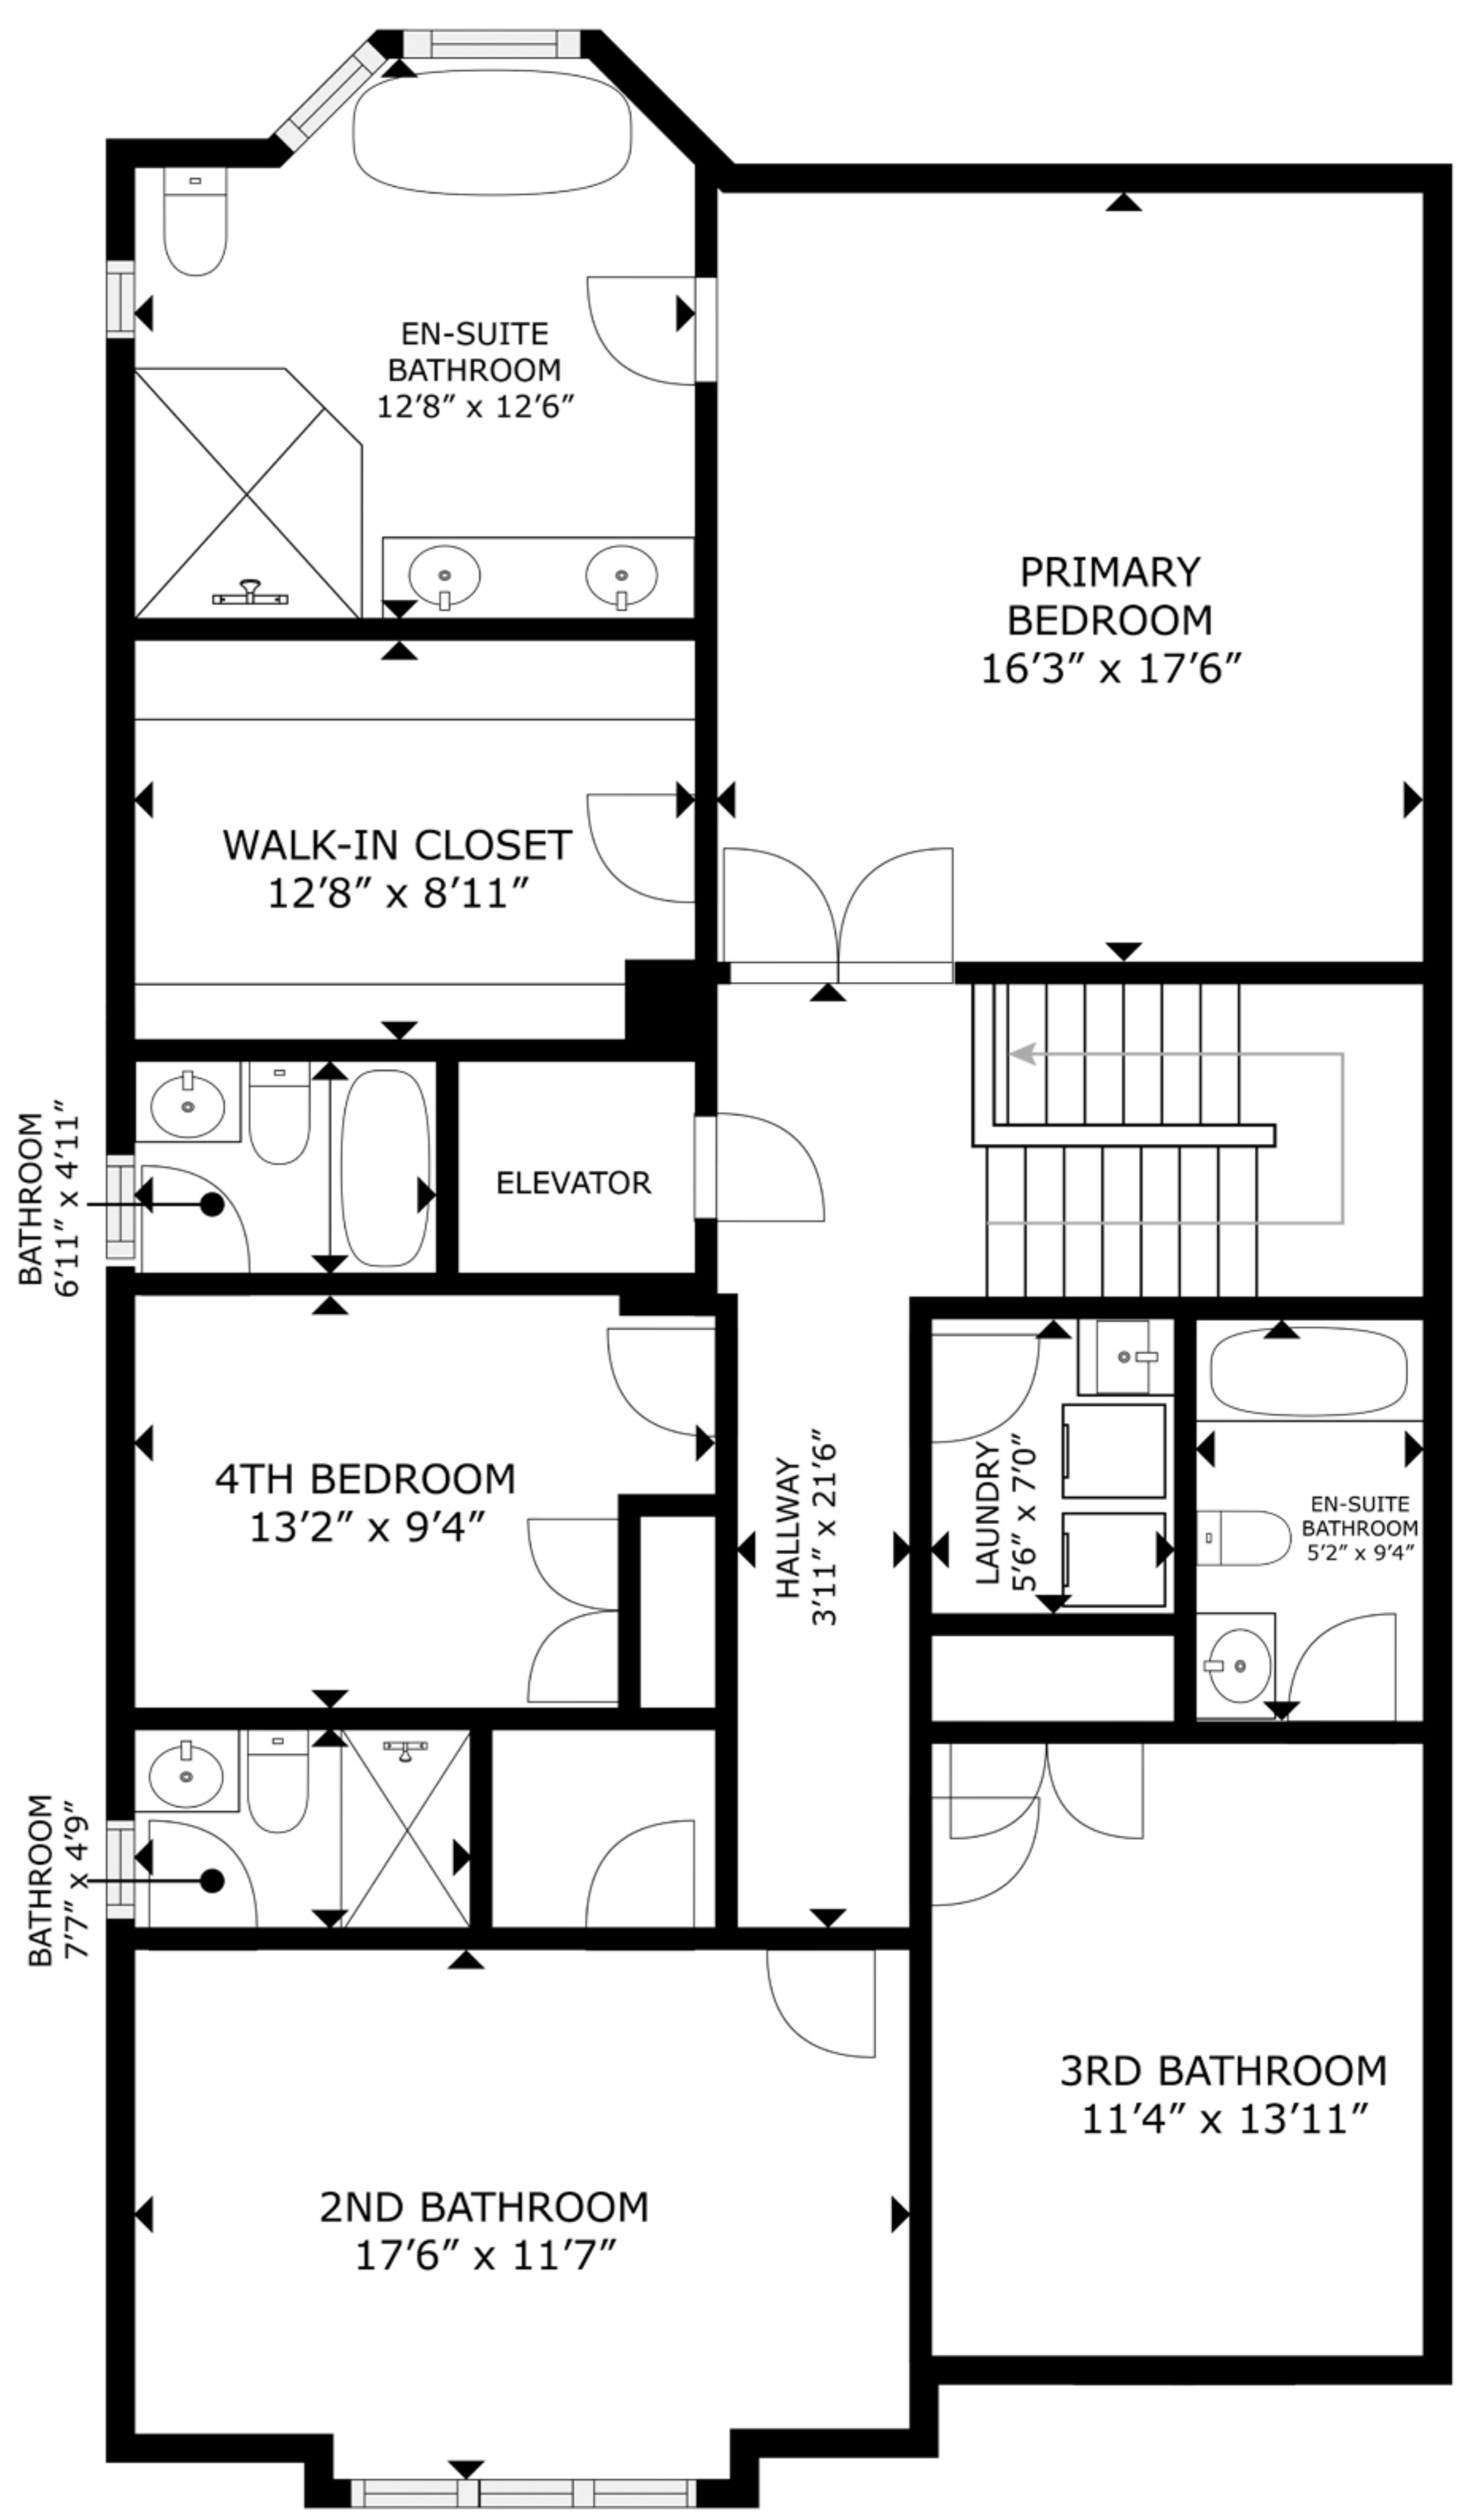 EN-SUITE
BATHROOM
12’8” x 12’6”
PRIMARY
BEDROOM
16’3” x 17’6”
WALK-IN CLOSET
12’8” x 8’11”
BATHROOM
6’11” x 4’11”
ELEVATOR
4TH BEDROOM
13’2” x 9’4”
HALLWAY
3’11” x 21’6”
LAUNDRY
5’6” x 7’0”
EN-SUITE
BATHROOM
5’2” x 9’4”
BATHROOM
7’7” x 4’9”
3RD BATHROOM
11’4” x 13’11”
2ND BATHROOM
17’6” x 11’7”